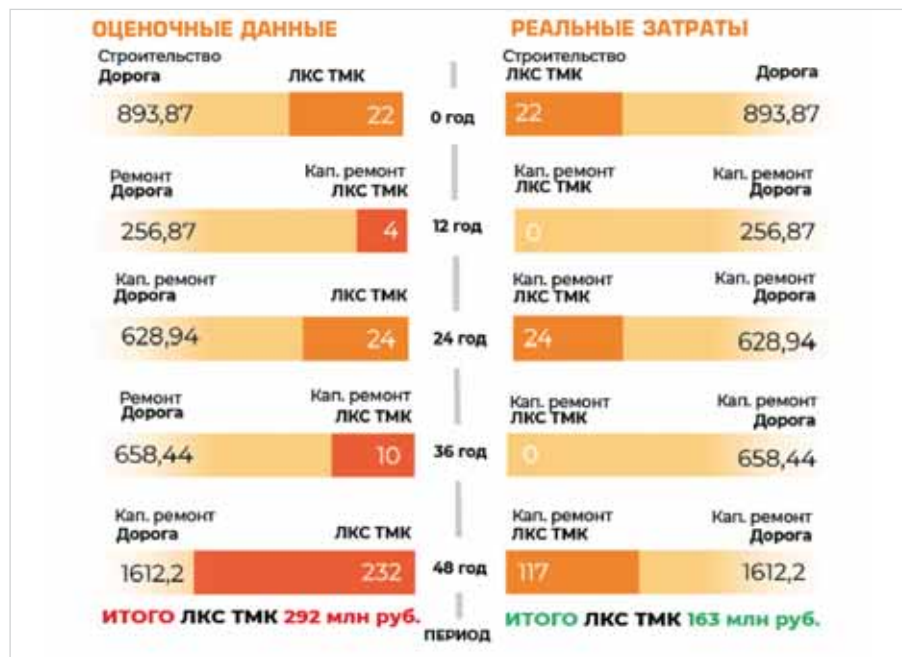 ОЦЕНОЧНЫЕ ДАННЫЕ
Строительство
Дорога ЛКС ТМК
893,87 22
Ремонт Кап. ремонт
Дорога ЛКС ТМК
256,87 4
Кап. ремонт
Дорога ЛКС ТМК
628,94 24
Ремонт Кап. ремонт
Дорога ЛКС ТМК
658,44 10
Кап. ремонт
Дорога ЛКС ТМК
1612,2 232
ИТОГО ЛКС ТМК 292 млн руб.
0 год
12 год
24 год
36 год
48 год
ПЕРИОД
РЕАЛЬНЫЕ ЗАТРАТЫ
Строительство
ЛКС ТМК Дорога
22 893,87
Кап. ремонт Кап. ремонт
ЛКС ТМК Дорога
0 256,87
Кап. ремонт Кап. ремонт
ЛКС ТМК Дорога
24 628,94
Кап. ремонт Кап. ремонт
ЛКС ТМК Дорога
0 658,44
Кап. ремонт Кап. ремонт
ЛКС ТМК Дорога
117 1612,2
ИТОГО ЛКС ТМК 163 млн руб.